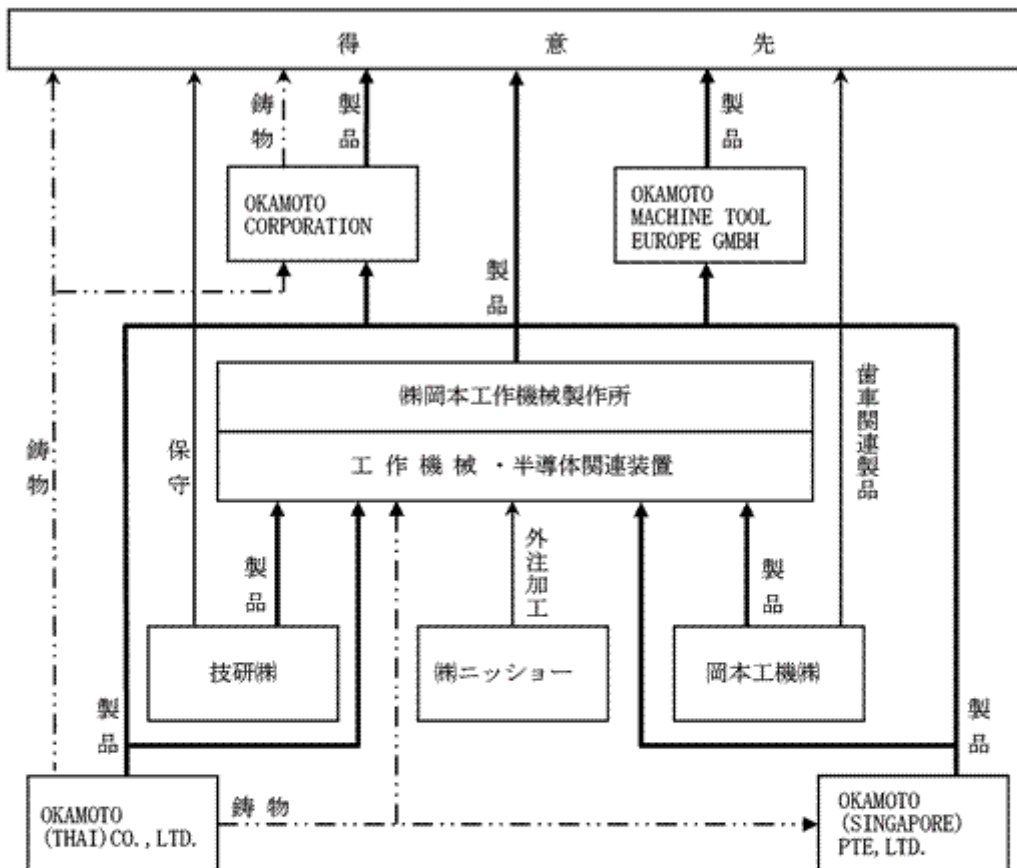 得意先
鋳物
製品
製品
OKAMOTO
CORPORATION
OKAMOTO
MACHINE TOOL
EUROPE GMBH
製品
㈱岡本工作機械製作所
工作機械・半導体関連装置
鋳物
保守
歯車関連製品
製品
外注加工
製品
技研㈱
㈱ニッショー
岡本工機㈱
製品
製品
OKAMOTO
(THAI)CO.,LTD.
鋳物
OKAMOTO
(SINGAPORE)
PTE,LTD.